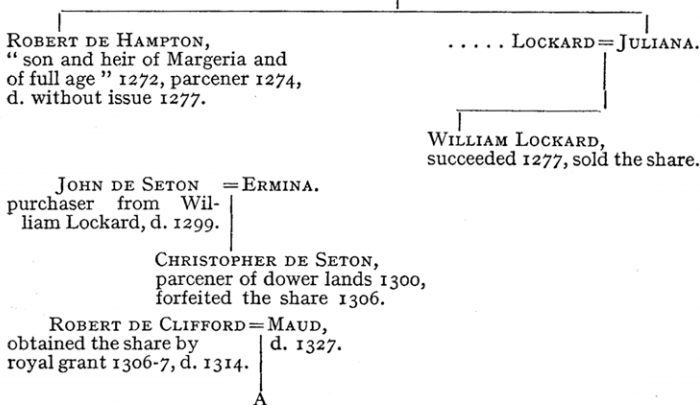 ROBERT DE HAMPTON,
“ son and heir of Margeria and
of full age ” 1272, parcener 1274,
d. without issue 1277.
. . . . . LOCKARD=JULIANA.
WILLIAM LOCKARD,
succeeded 1277, sold the share.
JOHN DE SETON =ERMINA.
purchaser from Wil-
liam Lockard, d. 1299.
CHRISTOPHER DE SETON,
parcener of dower lands 1300,
forfeited the share 1306.
ROBERT DE CLIFFORD=MAUD,
obtained the share by
royal grant 1306-7, d. 1314.
d. 1327.
A